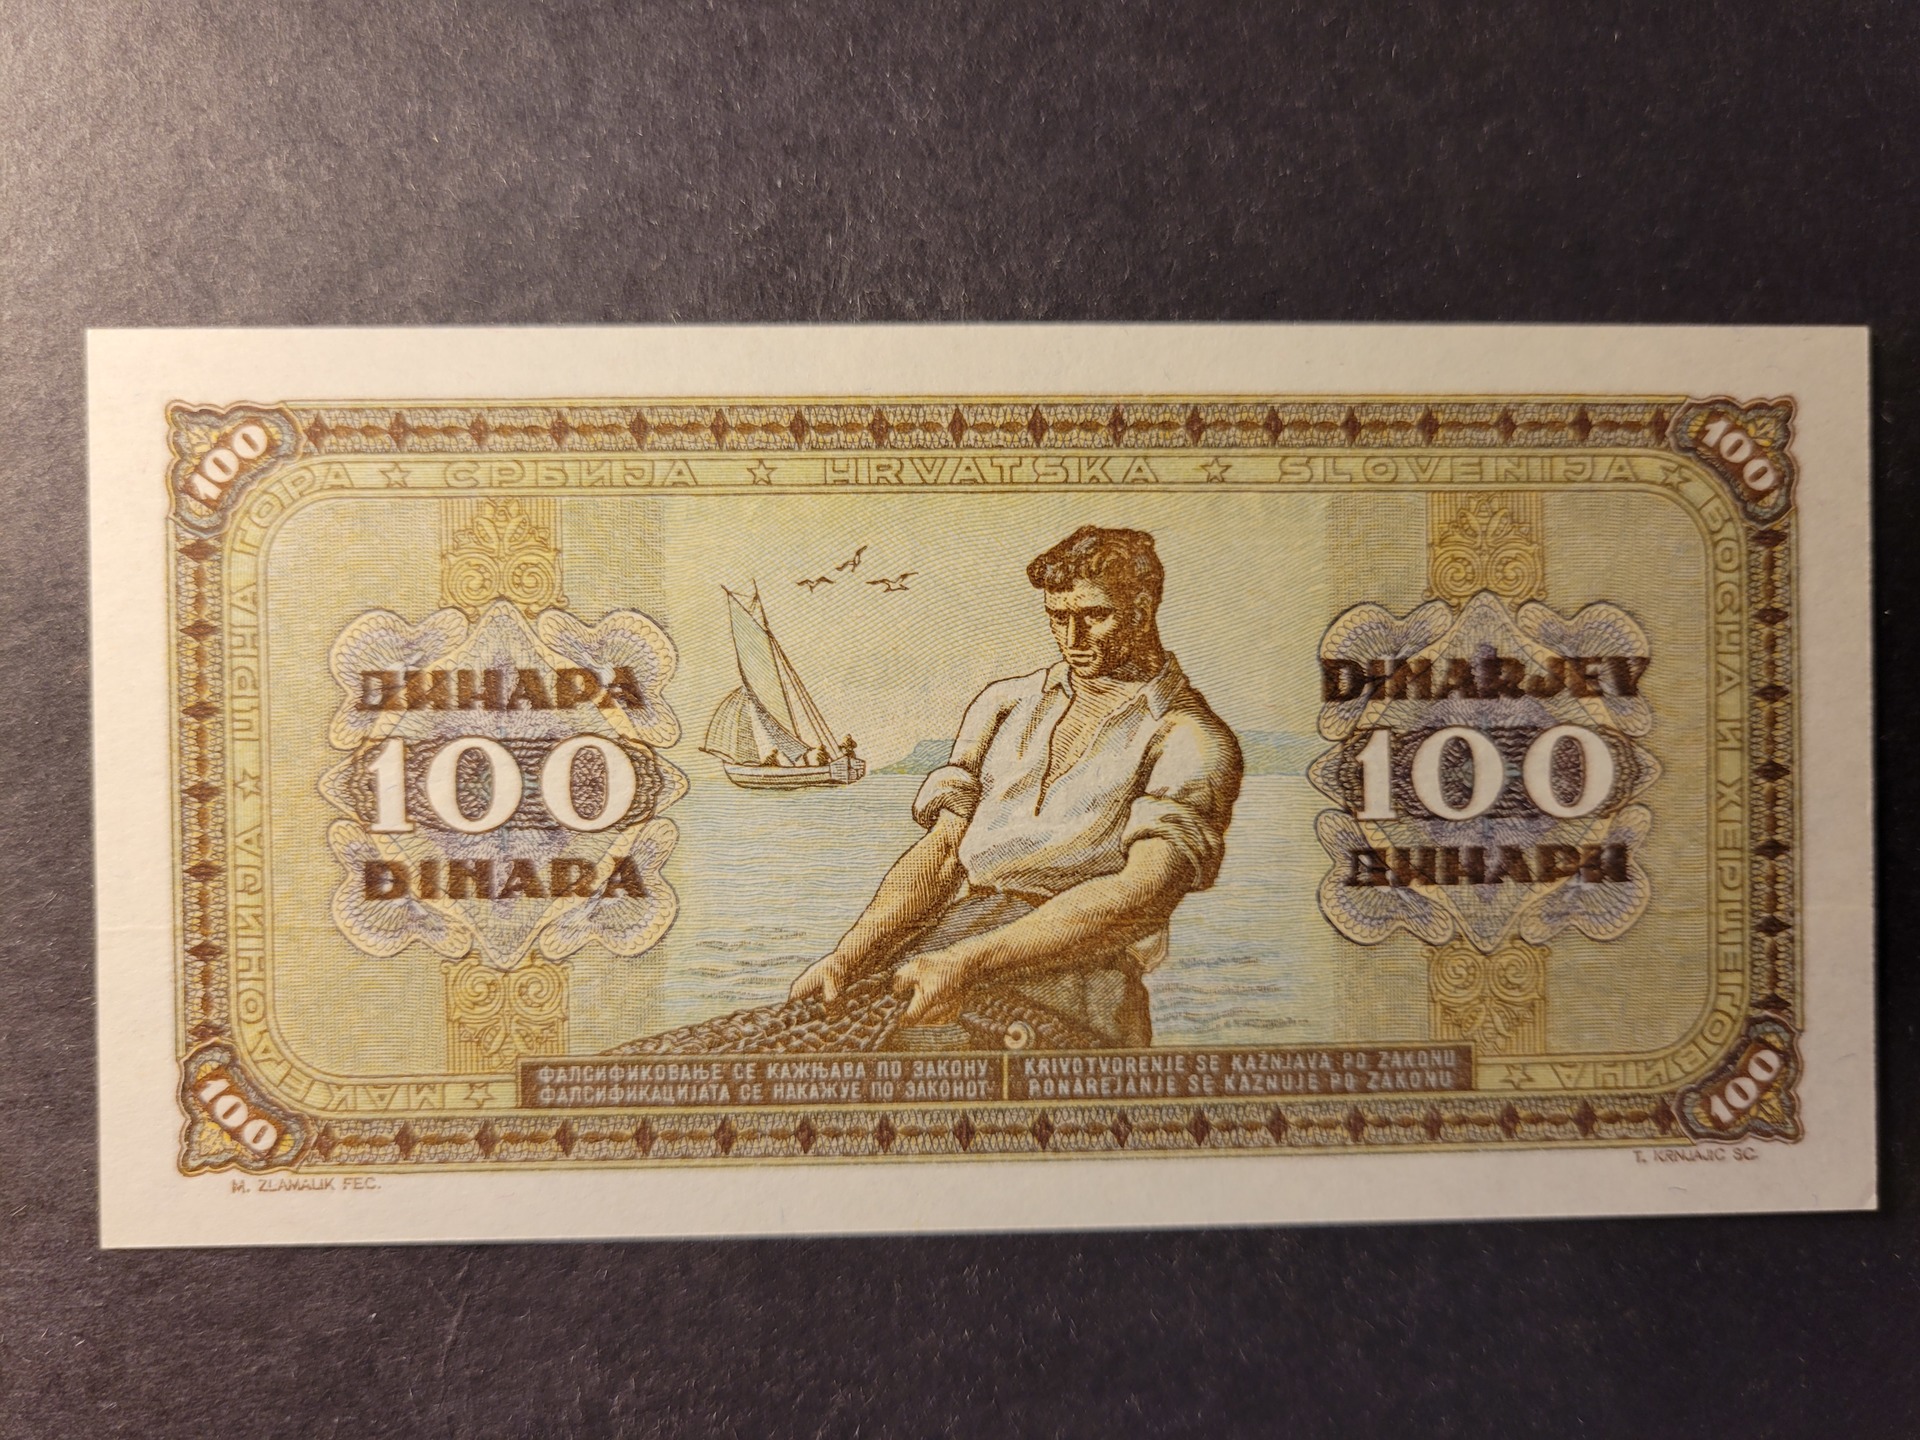 100
100
ЦРНА ГОРА ★ СРБИЈА ★ HRVATSKA ★ SLOVENIJA ★ БОСНА И ХЕРЦЕГОВИНА ★
★ МАКЕДОНИЈА ★
ДИНАРА
100
DINARA
DINARJEV
100
ДИНАРИ
ФАЛСИФИКОВАЊЕ СЕ КАЖЊАВА ПО ЗАКОНУ
ФАЛСИФИКАЦИЈАТА СЕ НАКАЖУЕ ПО ЗАКОНОТ
KRIVOTVORENJE SE KAŽNJAVA PO ZAKONU
PONAREJANJE SE KAZNUJE PO ZAKONU
100
100
M. ZLAMALIK FEC.
T. KRNJAJIC SC.